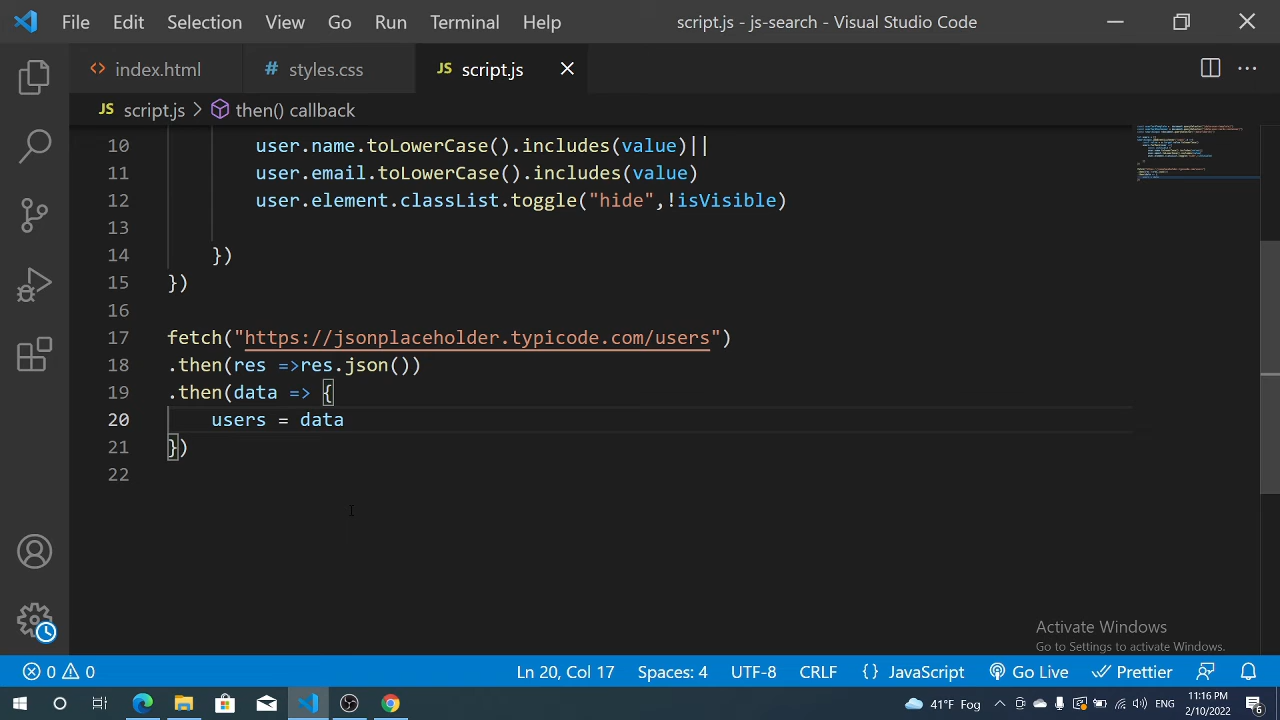 File Edit Selection View Go Run Terminal Help script.js - js-search - Visual Studio Code
<> index.html # styles.css JS script.js
JS script.js > then() callback
10 user.name.toLowerCase().includes(value)||
11 user.email.toLowerCase().includes(value)
12 user.element.classList.toggle("hide",!isVisible)
13
14 })
15 })
16
17 fetch("https://jsonplaceholder.typicode.com/users")
18 .then(res =>res.json())
19 .then(data => {
20 users = data
21 })
22
Activate Windows
Go to Settings to activate Windows.
0 0 Ln 20, Col 17 Spaces: 4 UTF-8 CRLF {} JavaScript Go Live Prettier
41°F Fog ENG 11:16 PM
2/10/2022 6